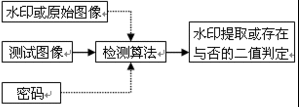 水印或原始图像
测试图像
检测算法
水印提取或存在
与否的二值判定
密码